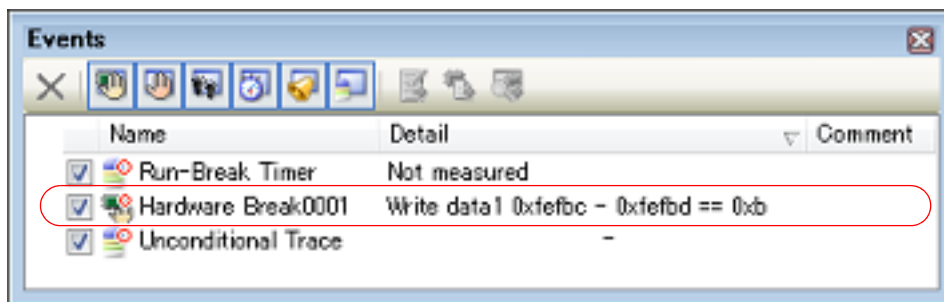 Events
Name Detail Comment
Run-Break Timer Not measured
Hardware Break0001 Write data1 0xfefbc - 0xfefbd == 0xb
Unconditional Trace -